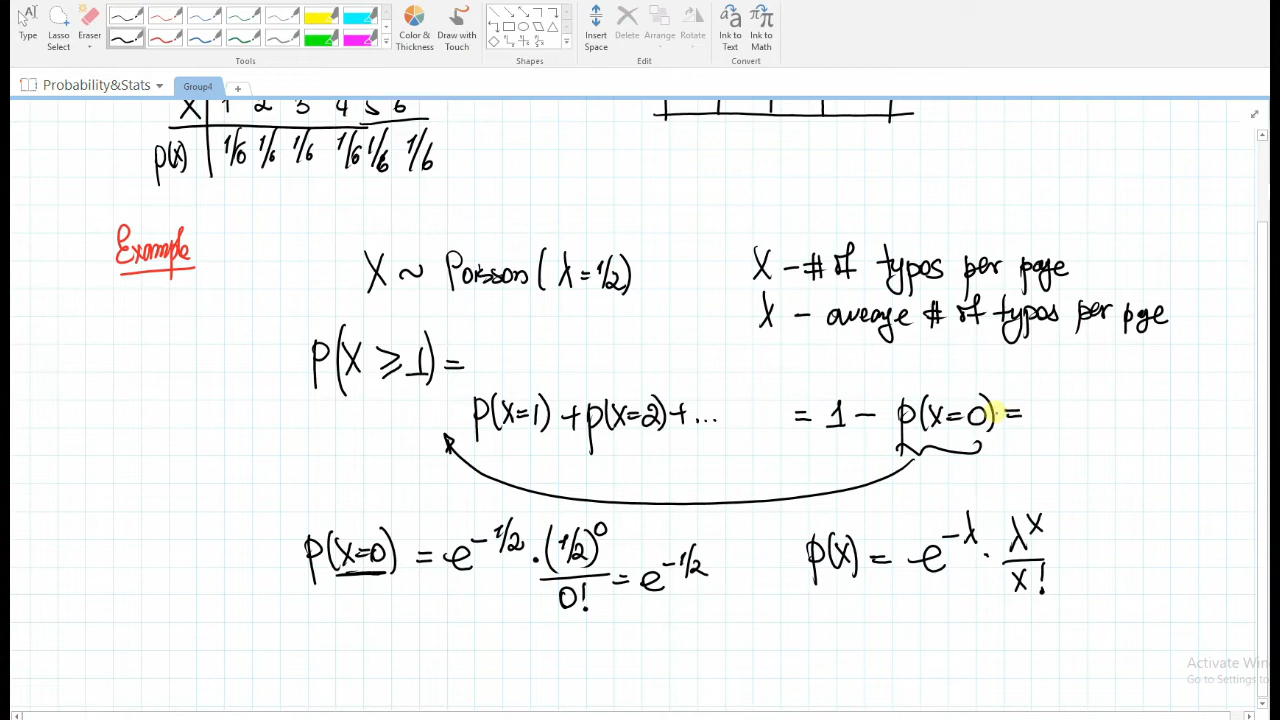 Type
Lasso Select
Eraser
Color & Thickness
Draw with Touch
Insert Space
Delete
Arrange
Rotate
Ink to Text
Ink to Math
Tools
Shapes
Edit
Convert
Probability&Stats
Group4
X 1 2 3 4 5 6
p(x) 1/6 1/6 1/6 1/6 1/6 1/6
Example
X ~ Poisson(λ=1/2)
X - # of typos per page
λ - average # of typos per pge
P(X ≥ 1) =
p(X=1) + p(X=2) + ... = 1 - p(X=0) =
p(X=0) = e^{-1/2} · (1/2)^0 / 0! = e^{-1/2}
p(x) = e^{-λ} · λ^x / x!
Activate Win
Go to Settings to